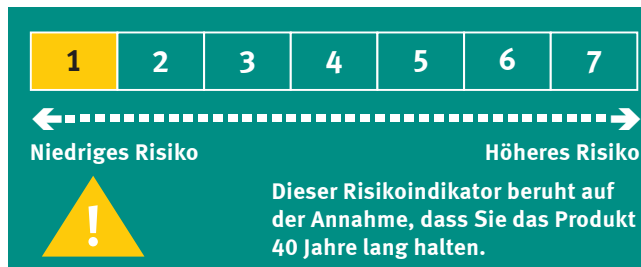 1 2 3 4 5 6 7
Niedriges Risiko Höheres Risiko
!
Dieser Risikoindikator beruht auf
der Annahme, dass Sie das Produkt
40 Jahre lang halten.